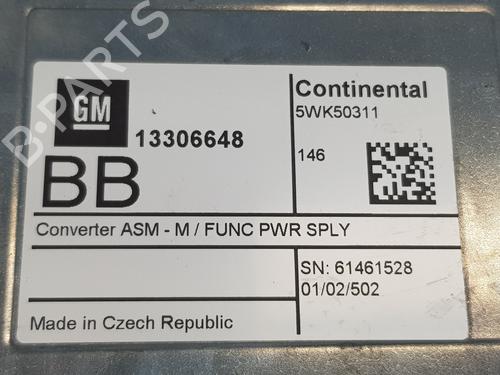 B-PARTS
GM
13306648
BB
Continental
5WK50311
146
Converter ASM - M / FUNC PWR SPLY
SN: 61461528
01/02/502
Made in Czech Republic